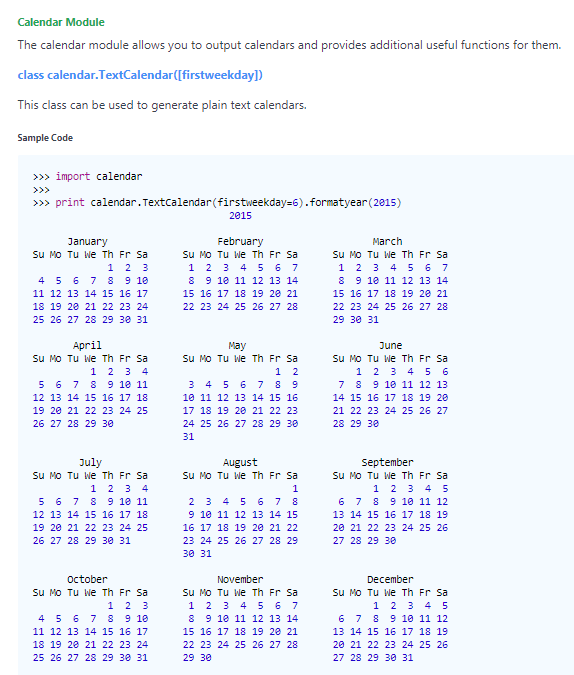 Calendar Module
The calendar module allows you to output calendars and provides additional useful functions for them.
class calendar.TextCalendar([firstweekday])
This class can be used to generate plain text calendars.
Sample Code
>>> import calendar
>>>
>>> print calendar.TextCalendar(firstweekday=6).formatyear(2015)
2015
January February March
Su Mo Tu We Th Fr Sa Su Mo Tu We Th Fr Sa Su Mo Tu We Th Fr Sa
1 2 3 1 2 3 4 5 6 7 1 2 3 4 5 6 7
4 5 6 7 8 9 10 8 9 10 11 12 13 14 8 9 10 11 12 13 14
11 12 13 14 15 16 17 15 16 17 18 19 20 21 15 16 17 18 19 20 21
18 19 20 21 22 23 24 22 23 24 25 26 27 28 22 23 24 25 26 27 28
25 26 27 28 29 30 31 29 30 31
April May June
Su Mo Tu We Th Fr Sa Su Mo Tu We Th Fr Sa Su Mo Tu We Th Fr Sa
1 2 3 4 1 2 1 2 3 4 5 6
5 6 7 8 9 10 11 3 4 5 6 7 8 9 7 8 9 10 11 12 13
12 13 14 15 16 17 18 10 11 12 13 14 15 16 14 15 16 17 18 19 20
19 20 21 22 23 24 25 17 18 19 20 21 22 23 21 22 23 24 25 26 27
26 27 28 29 30 24 25 26 27 28 29 30 28 29 30
31
July August September
Su Mo Tu We Th Fr Sa Su Mo Tu We Th Fr Sa Su Mo Tu We Th Fr Sa
1 2 3 4 1 1 2 3 4 5
5 6 7 8 9 10 11 2 3 4 5 6 7 8 6 7 8 9 10 11 12
12 13 14 15 16 17 18 9 10 11 12 13 14 15 13 14 15 16 17 18 19
19 20 21 22 23 24 25 16 17 18 19 20 21 22 20 21 22 23 24 25 26
26 27 28 29 30 31 23 24 25 26 27 28 29 27 28 29 30
30 31
October November December
Su Mo Tu We Th Fr Sa Su Mo Tu We Th Fr Sa Su Mo Tu We Th Fr Sa
1 2 3 1 2 3 4 5 6 7 1 2 3 4 5
4 5 6 7 8 9 10 8 9 10 11 12 13 14 6 7 8 9 10 11 12
11 12 13 14 15 16 17 15 16 17 18 19 20 21 13 14 15 16 17 18 19
18 19 20 21 22 23 24 22 23 24 25 26 27 28 20 21 22 23 24 25 26
25 26 27 28 29 30 31 29 30 27 28 29 30 31